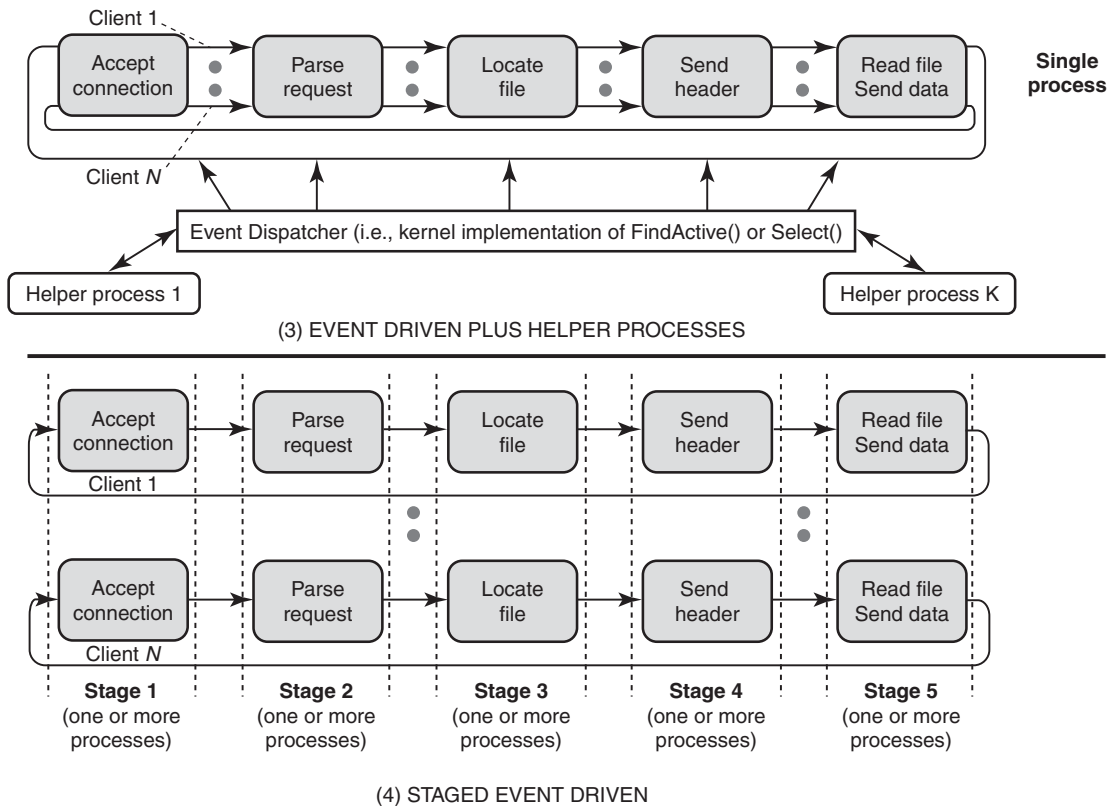 Client 1
Accept
connection
Parse
request
Locate
file
Send
header
Read file
Send data
Single
process
Client N
Event Dispatcher (i.e., kernel implementation of FindActive() or Select()
Helper process 1
Helper process K
(3) EVENT DRIVEN PLUS HELPER PROCESSES
Accept
connection
Parse
request
Locate
file
Send
header
Read file
Send data
Client 1
Accept
connection
Parse
request
Locate
file
Send
header
Read file
Send data
Client N
Stage 1
(one or more
processes)
Stage 2
(one or more
processes)
Stage 3
(one or more
processes)
Stage 4
(one or more
processes)
Stage 5
(one or more
processes)
(4) STAGED EVENT DRIVEN